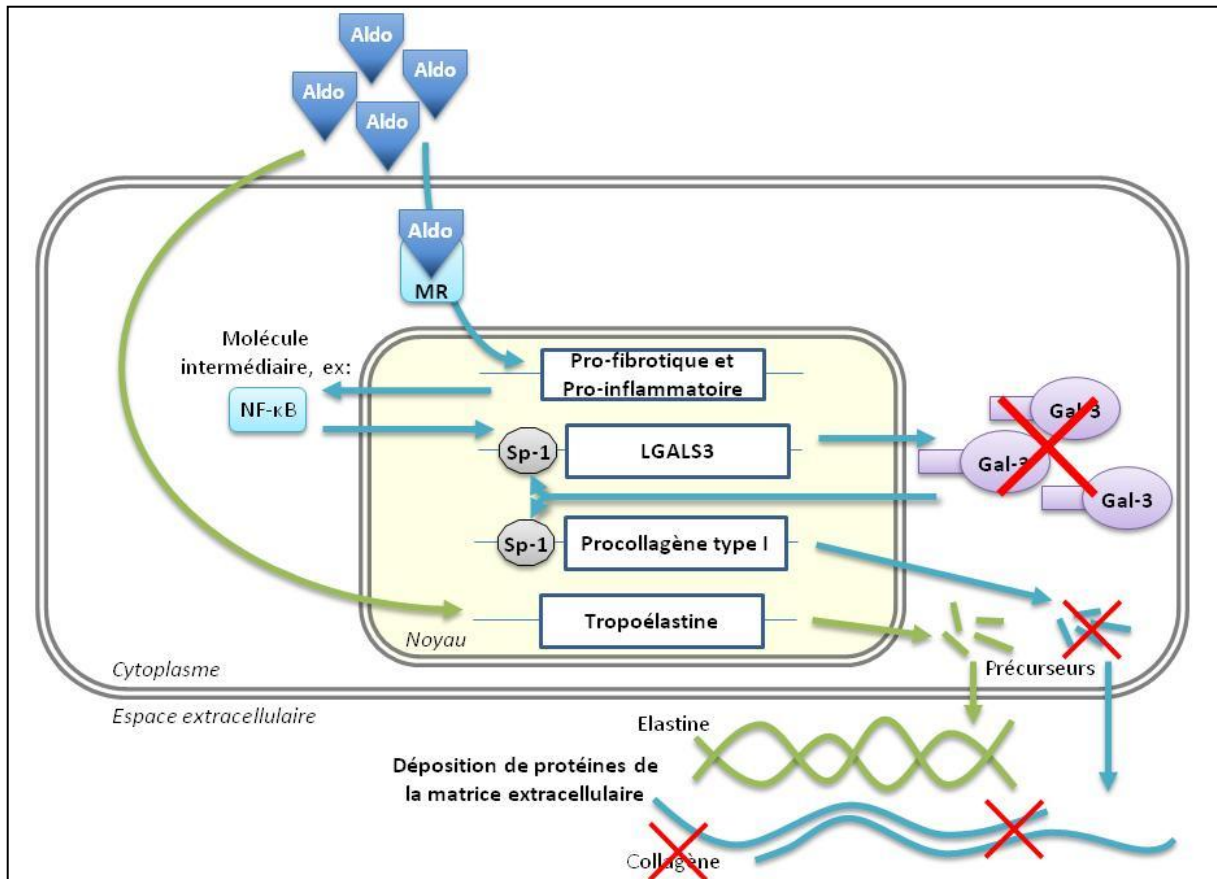 Aldo
Aldo
Aldo
Aldo
Aldo
MR
Molécule
intermédiaire, ex:
NF-κB
Pro-fibrotique et
Pro-inflammatoire
Sp-1
LGALS3
Gal-3
Gal-3
Gal-3
Sp-1
Procollagène type I
Tropoélastine
Noyau
Précurseurs
Cytoplasme
Espace extracellulaire
Elastine
Déposition de protéines de
la matrice extracellulaire
Collagène